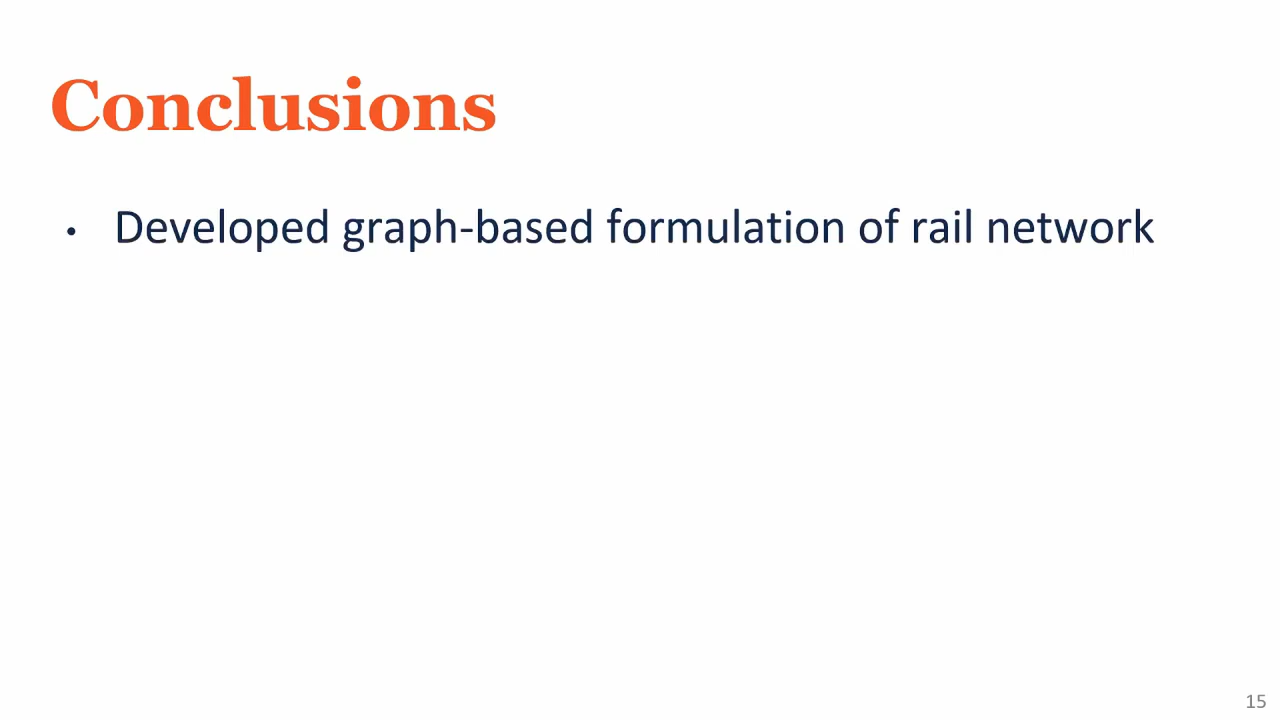 Conclusions
• Developed graph-based formulation of rail network
15